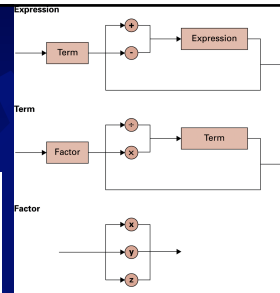 Expression
+
Term - Expression
Term
÷
Factor × Term
Factor
x
y
z